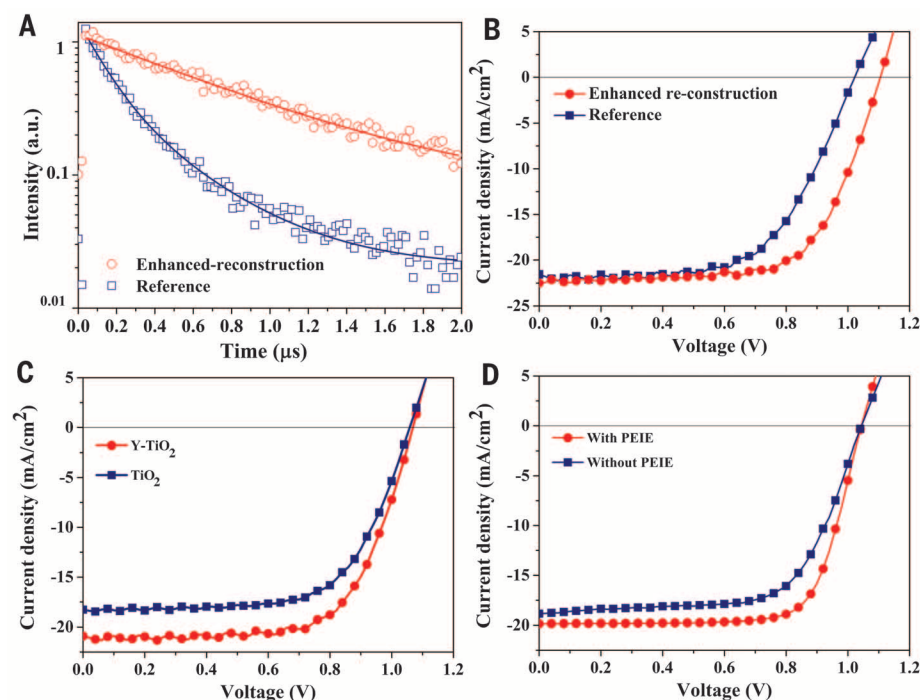 A
Intensity (a.u.)
1
0.1
0.01
Enhanced-reconstruction
Reference
0.0 0.2 0.4 0.6 0.8 1.0 1.2 1.4 1.6 1.8 2.0
Time (μs)
B
Current density (mA/cm²)
5
0
-5
-10
-15
-20
-25
Enhanced re-construction
Reference
0.0 0.2 0.4 0.6 0.8 1.0 1.2
Voltage (V)
C
Current density (mA/cm²)
5
0
-5
-10
-15
-20
Y-TiO₂
TiO₂
0.0 0.2 0.4 0.6 0.8 1.0 1.2
Voltage (V)
D
Current density (mA/cm²)
5
0
-5
-10
-15
-20
With PEIE
Without PEIE
0.0 0.2 0.4 0.6 0.8 1.0 1.2
Voltage (V)